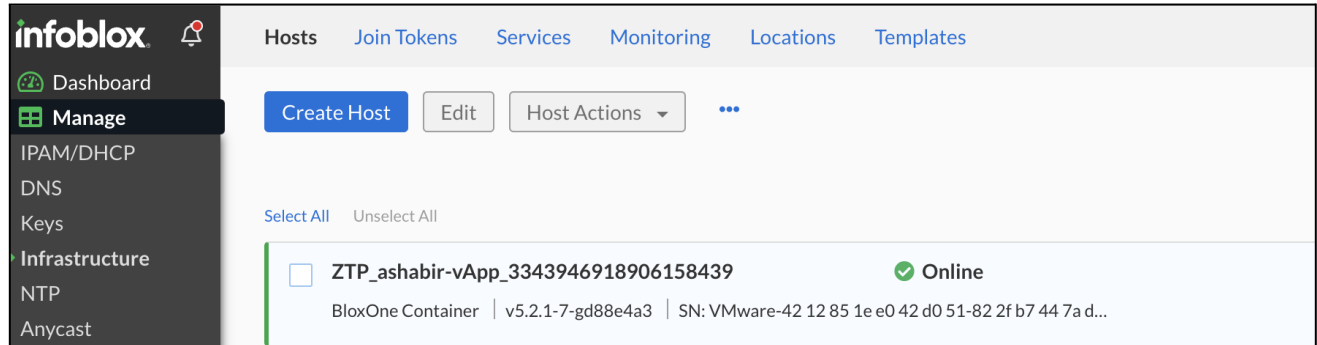 infoblox.
Hosts Join Tokens Services Monitoring Locations Templates
Dashboard
Manage
IPAM/DHCP
DNS
Keys
Infrastructure
NTP
Anycast
Create Host Edit Host Actions •••
Select All Unselect All
ZTP_ashabir-vApp_3343946918906158439 Online
BloxOne Container | v5.2.1-7-gd88e4a3 | SN: VMware-42 12 85 1e e0 42 d0 51-82 2f b7 44 7a d...